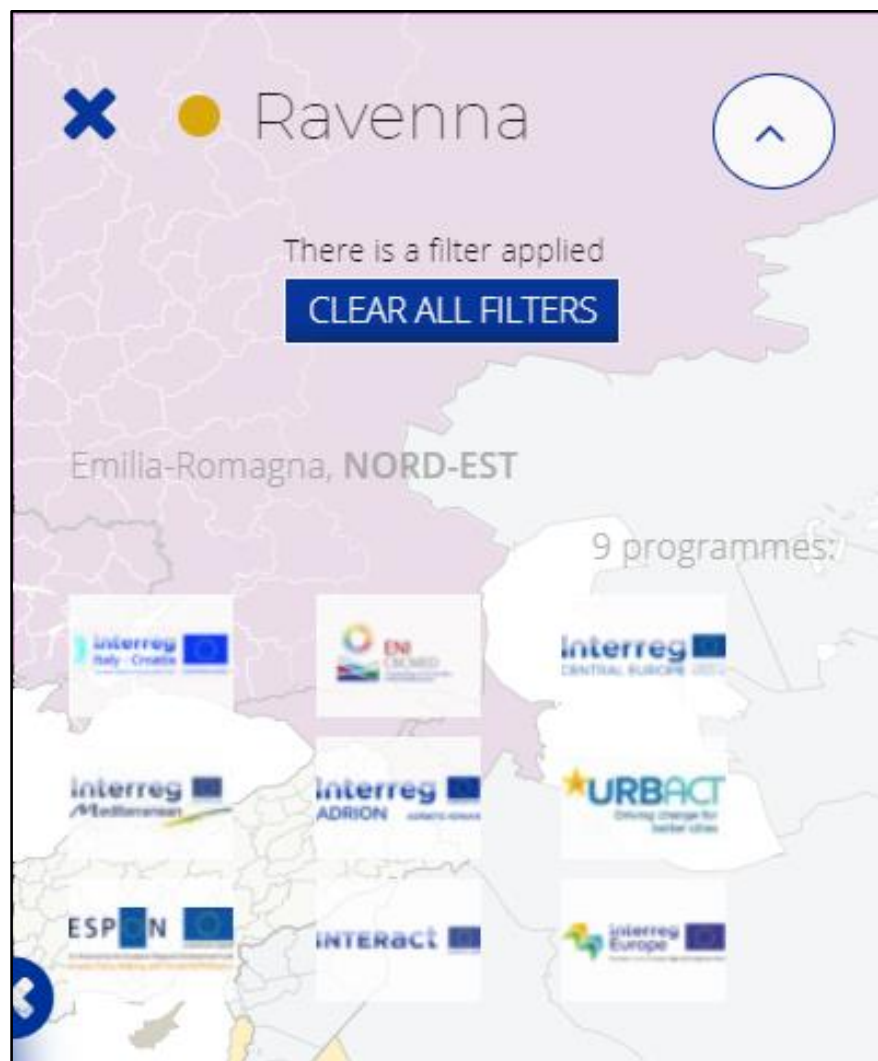 Ravenna
There is a filter applied
CLEAR ALL FILTERS
Emilia-Romagna, NORD-EST
9 programmes:
Interreg
Italy - Croatia
ENI
CBCMED
Interreg
CENTRAL EUROPE
Interreg
Mediterranean
Interreg
ADRION
URBACT
Driving change for
better cities
ESPON
INTERact
Interreg
Europe